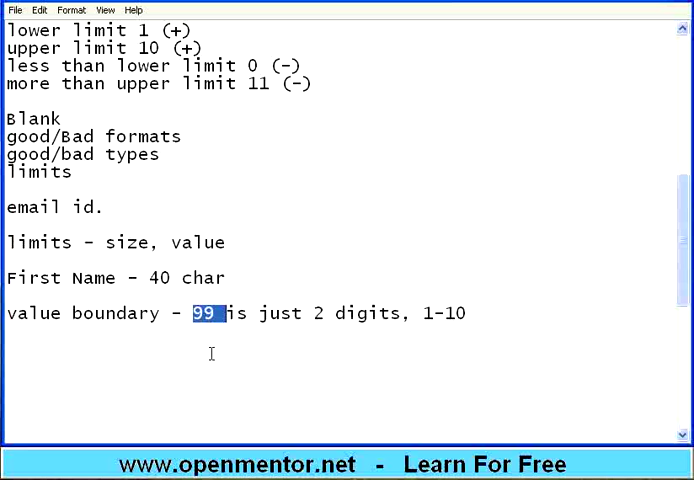 File Edit Format View Help
lower limit 1 (+)
upper limit 10 (+)
less than lower limit 0 (-)
more than upper limit 11 (-)
Blank
good/Bad formats
good/bad types
limits
email id.
limits - size, value
First Name - 40 char
value boundary - 99 is just 2 digits, 1-10
www.openmentor.net - Learn For Free